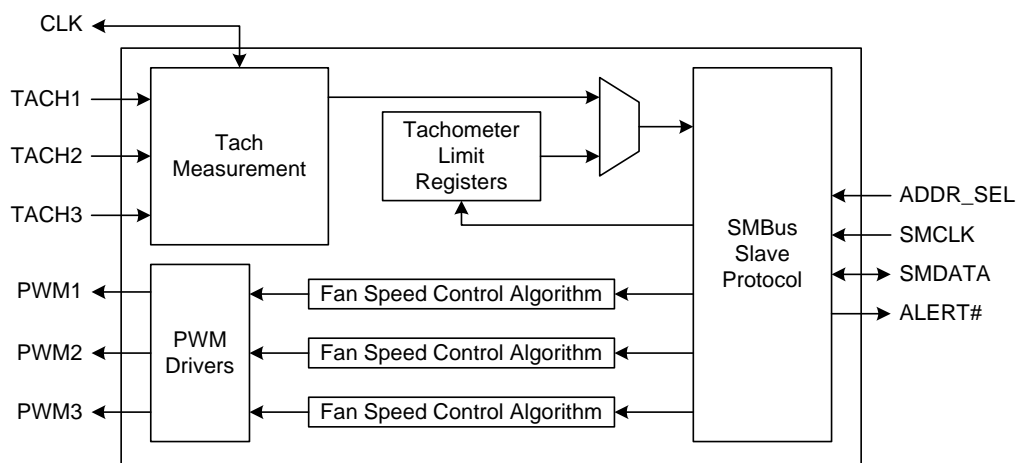 CLK
TACH1
TACH2
TACH3
Tach
Measurement
Tachometer
Limit
Registers
SMBus
Slave
Protocol
ADDR_SEL
SMCLK
SMDATA
ALERT#
PWM1
PWM2
PWM3
PWM
Drivers
Fan Speed Control Algorithm
Fan Speed Control Algorithm
Fan Speed Control Algorithm